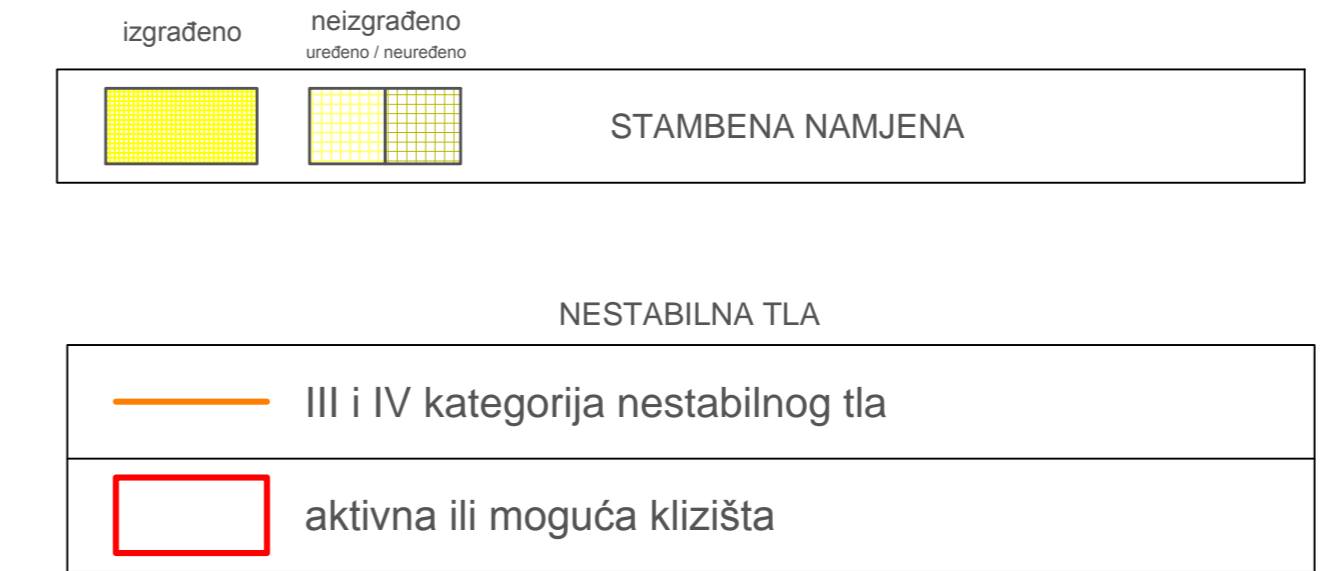 izgrađeno
neizgrađeno
uređeno / neuređeno
STAMBENA NAMJENA
NESTABILNA TLA
III i IV kategorija nestabilnog tla
aktivna ili moguća klizišta